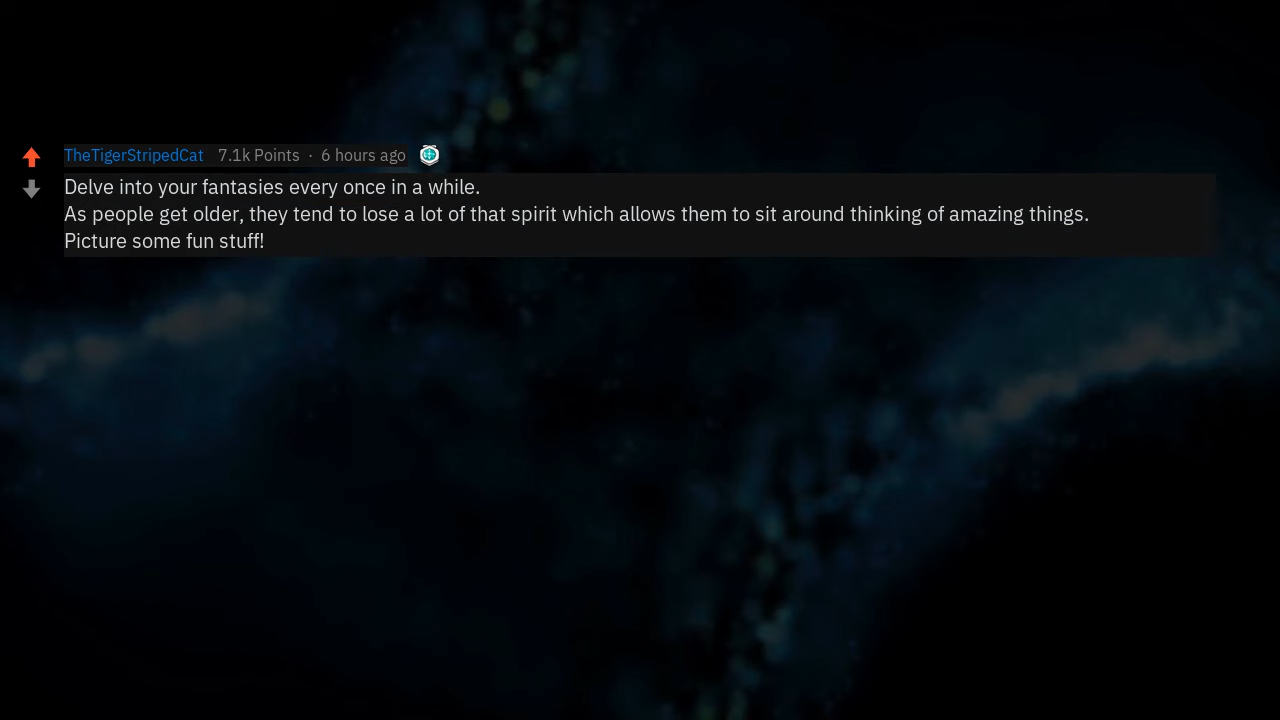 TheTigerStripedCat 7.1k Points · 6 hours ago
Delve into your fantasies every once in a while.
As people get older, they tend to lose a lot of that spirit which allows them to sit around thinking of amazing things.
Picture some fun stuff!